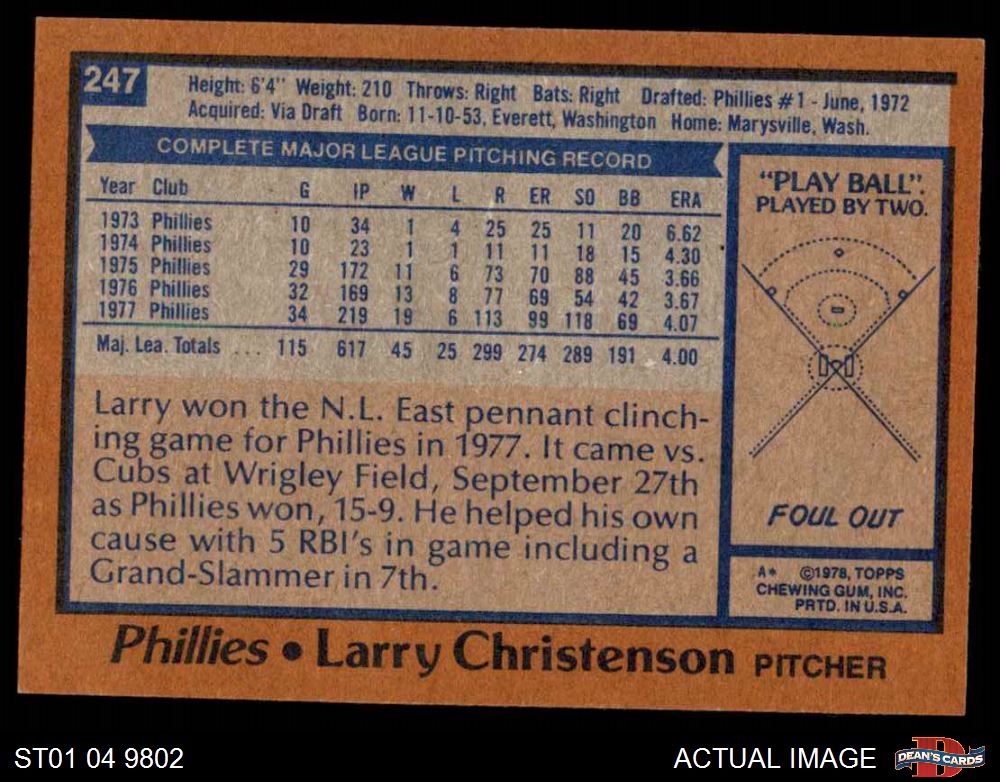 247
Height: 6'4" Weight: 210 Throws: Right Bats: Right Drafted: Phillies #1 - June, 1972
Acquired: Via Draft Born: 11-10-53, Everett, Washington Home: Marysville, Wash.
COMPLETE MAJOR LEAGUE PITCHING RECORD
Year Club G IP W L R ER SO BB ERA
1973 Phillies 10 34 1 4 25 25 11 20 6.62
1974 Phillies 10 23 1 1 11 11 18 15 4.30
1975 Phillies 29 172 11 6 73 70 88 45 3.66
1976 Phillies 32 169 13 8 77 69 54 42 3.67
1977 Phillies 34 219 19 6 113 99 118 69 4.07
Maj. Lea. Totals ... 115 617 45 25 299 274 289 191 4.00
Larry won the N.L. East pennant clinch-
ing game for Phillies in 1977. It came vs.
Cubs at Wrigley Field, September 27th
as Phillies won, 15-9. He helped his own
cause with 5 RBI's in game including a
Grand-Slammer in 7th.
"PLAY BALL".
PLAYED BY TWO.
FOUL OUT
A* ©1978, TOPPS
CHEWING GUM, INC.
PRTD. IN U.S.A.
Phillies • Larry Christenson PITCHER
ST01 04 9802
ACTUAL IMAGE
D
DEAN'S CARDS